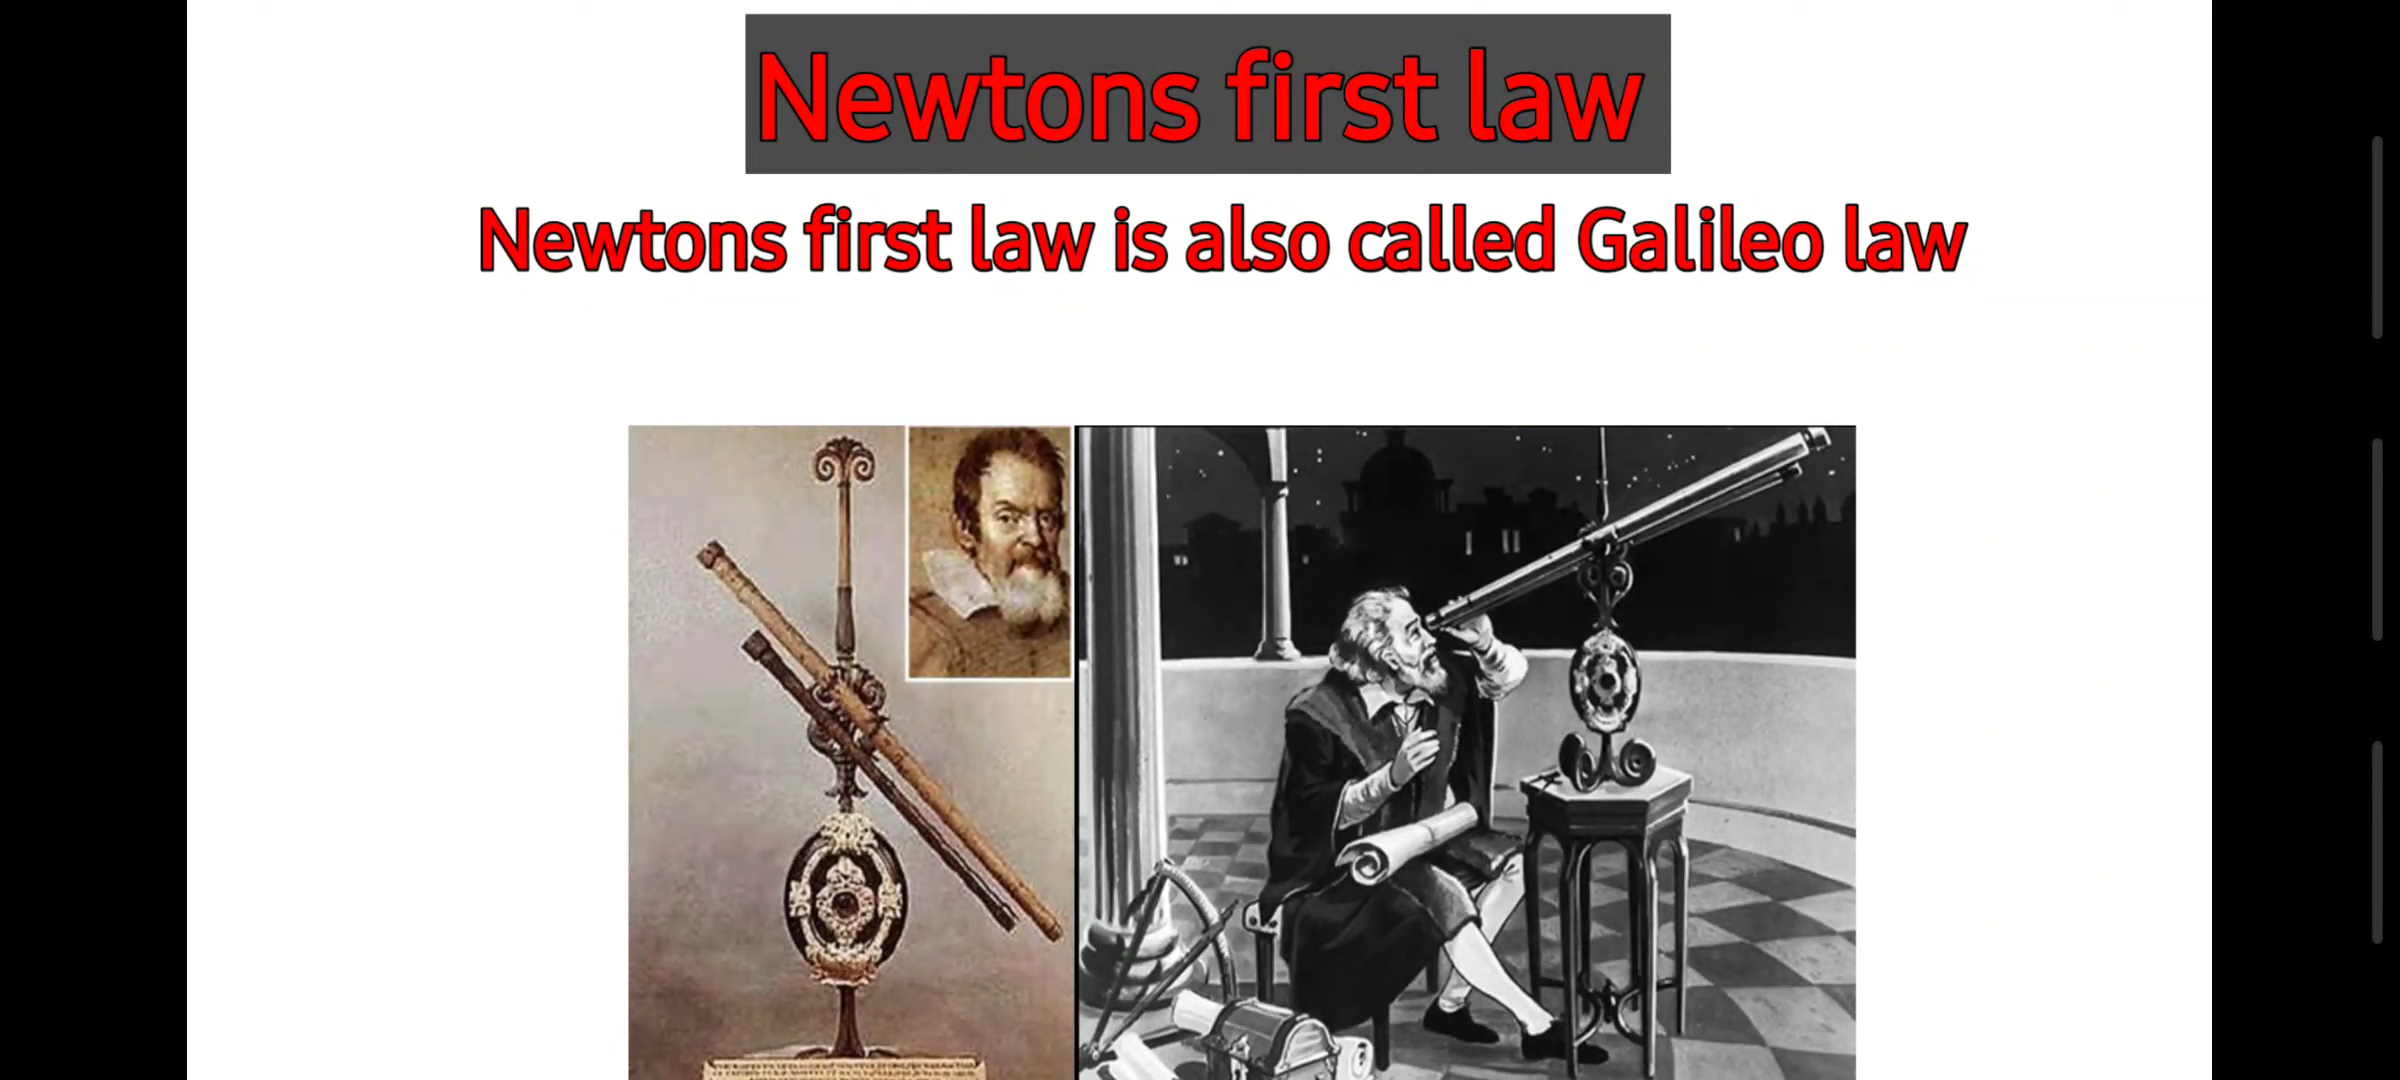 Newtons first law
Newtons first law is also called Galileo law